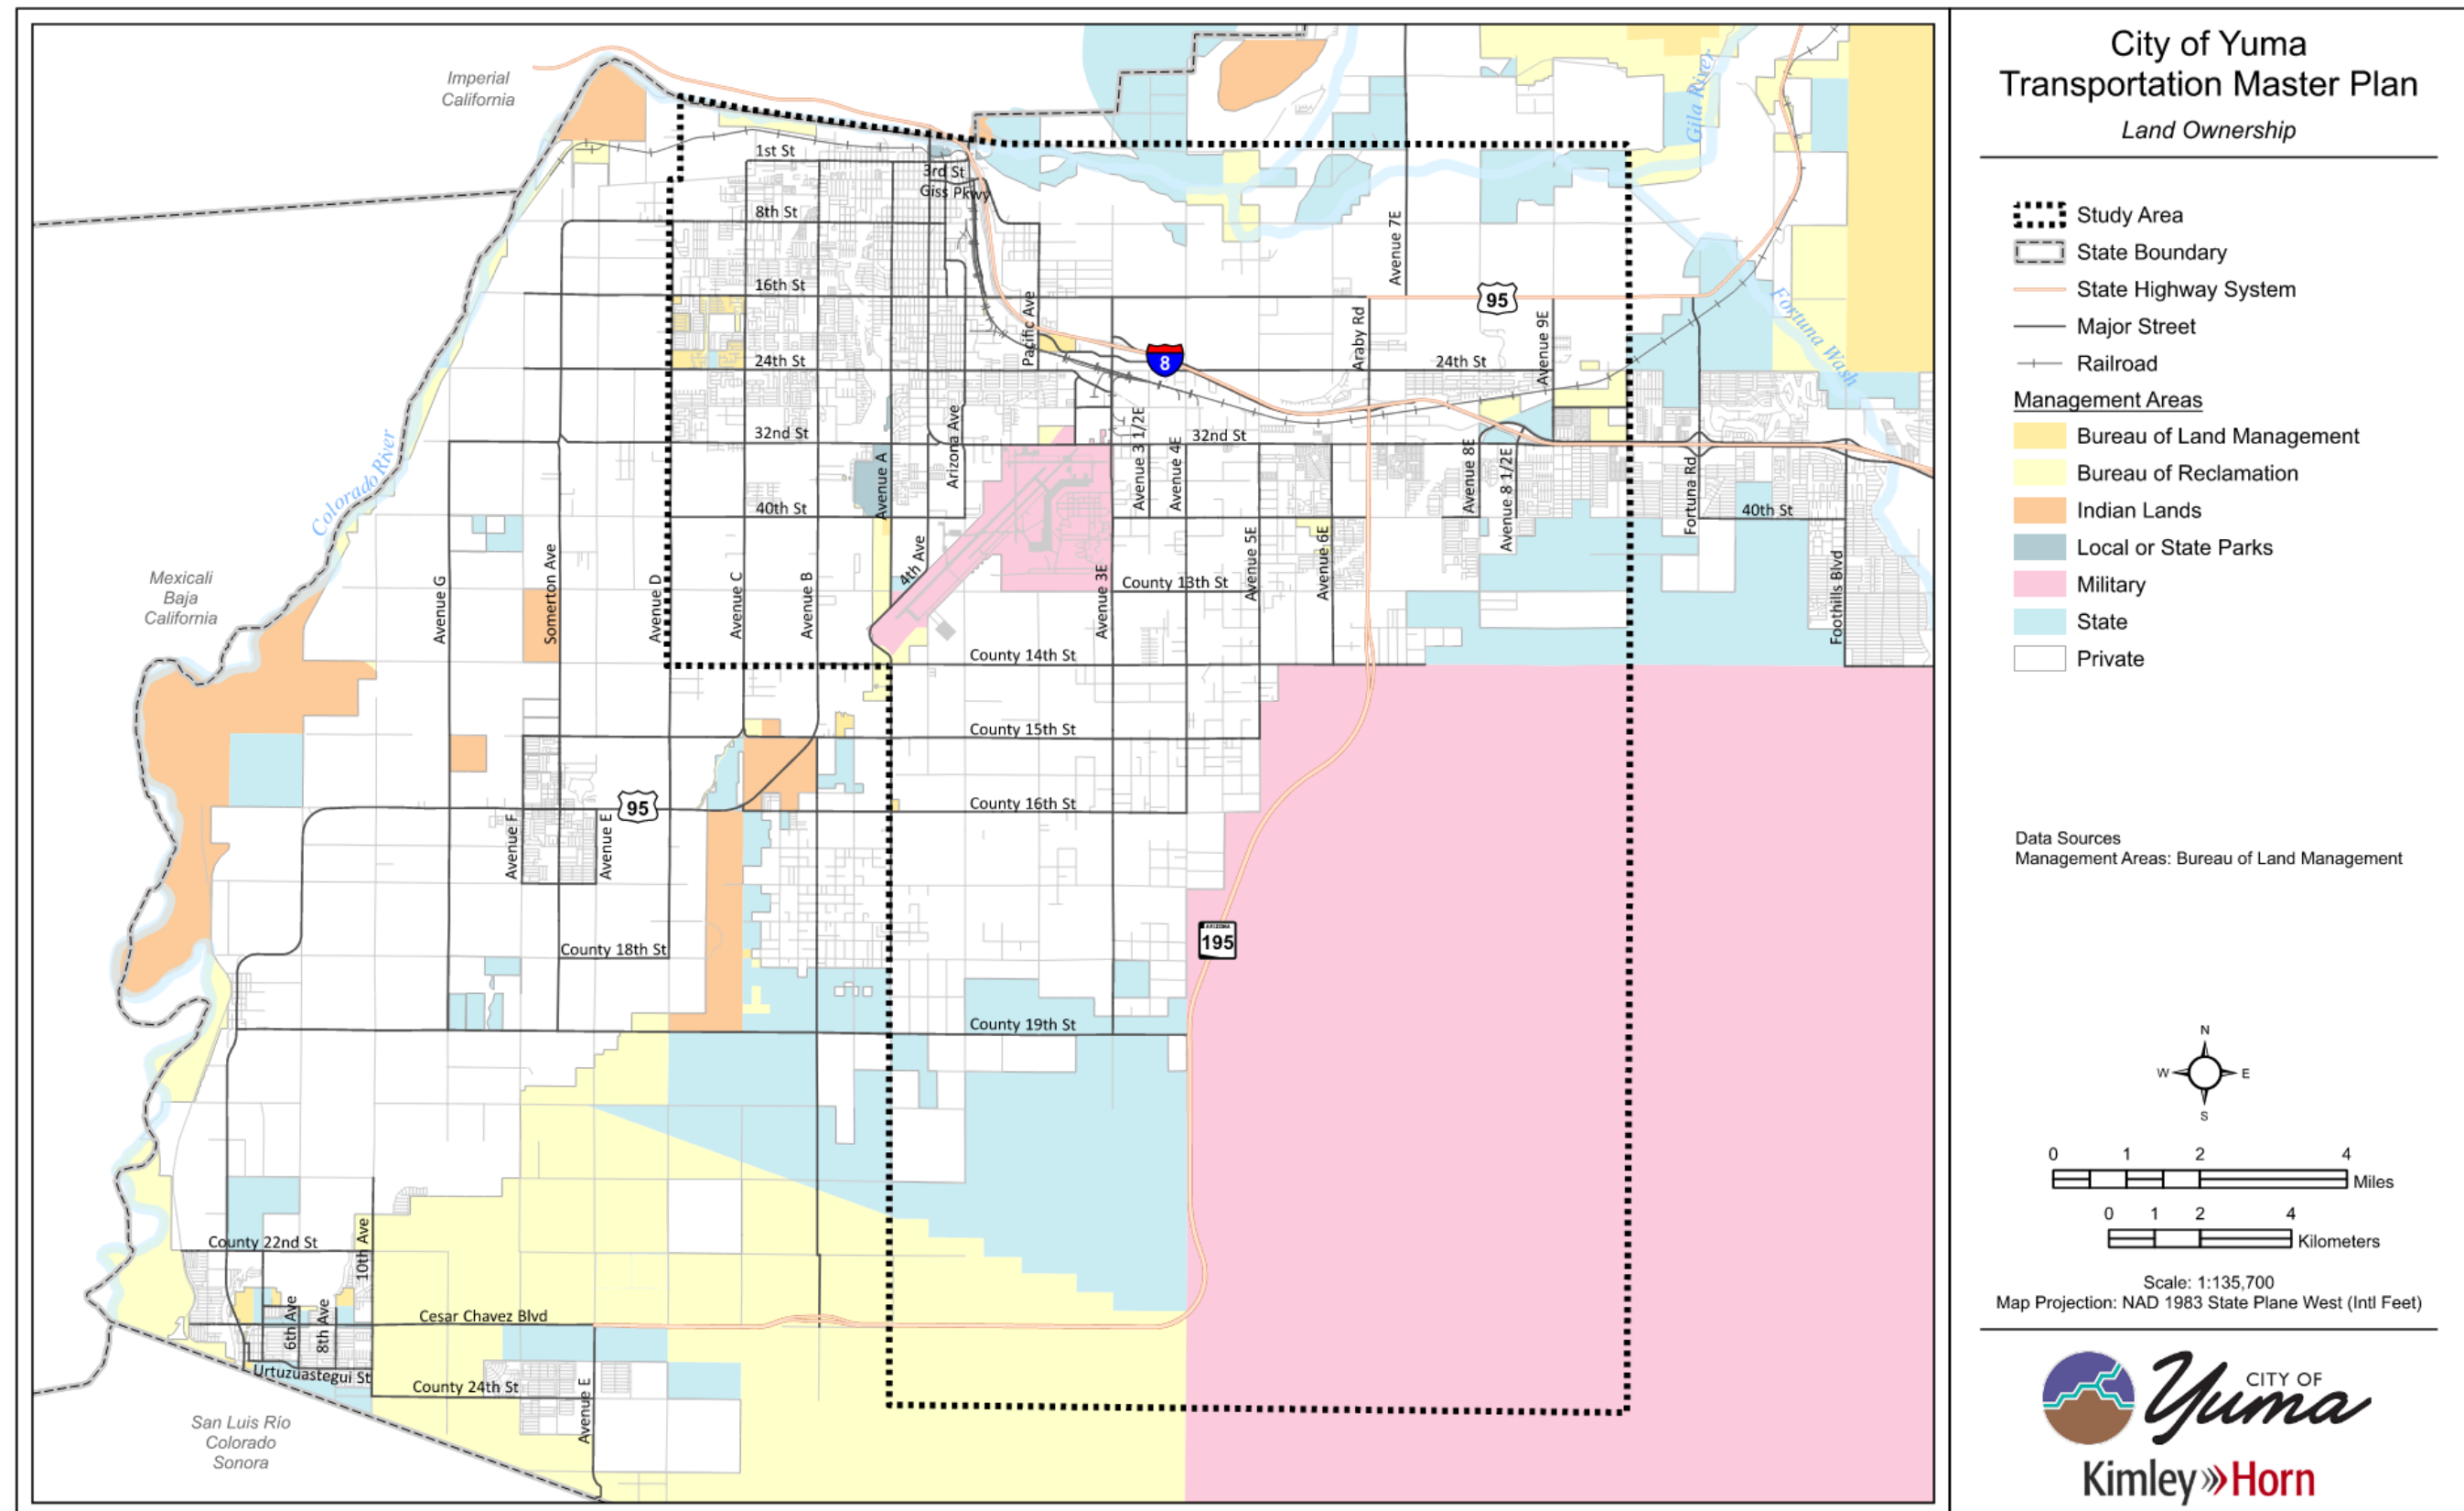 Imperial
California
Mexicali
Baja
California
San Luis Río
Colorado
Sonora
Colorado River
Gila River
Fortuna Wash
1st St
3rd St
Giss Pkwy
8th St
16th St
24th St
32nd St
40th St
Avenue G
Somerton Ave
Avenue D
Avenue C
Avenue B
Avenue A
4th Ave
Arizona Ave
Pacific Ave
Avenue 3E
Avenue 3 1/2E
Avenue 4E
Avenue 5E
Avenue 6E
Araby Rd
Avenue 7E
Avenue 8E
Avenue 8 1/2E
Avenue 9E
Fortuna Rd
Foothills Blvd
95
8
24th St
32nd St
40th St
County 13th St
County 14th St
County 15th St
County 16th St
95
Avenue F
Avenue E
County 18th St
ARIZONA
195
County 19th St
County 22nd St
10th Ave
6th Ave
8th Ave
Cesar Chavez Blvd
Urtuzuastegui St
County 24th St
Avenue E
City of Yuma
Transportation Master Plan
Land Ownership
Study Area
State Boundary
State Highway System
Major Street
Railroad
Management Areas
Bureau of Land Management
Bureau of Reclamation
Indian Lands
Local or State Parks
Military
State
Private
Data Sources
Management Areas: Bureau of Land Management
N
W E
S
0 1 2 4
Miles
0 1 2 4
Kilometers
Scale: 1:135,700
Map Projection: NAD 1983 State Plane West (Intl Feet)
CITY OF
Yuma
Kimley»Horn